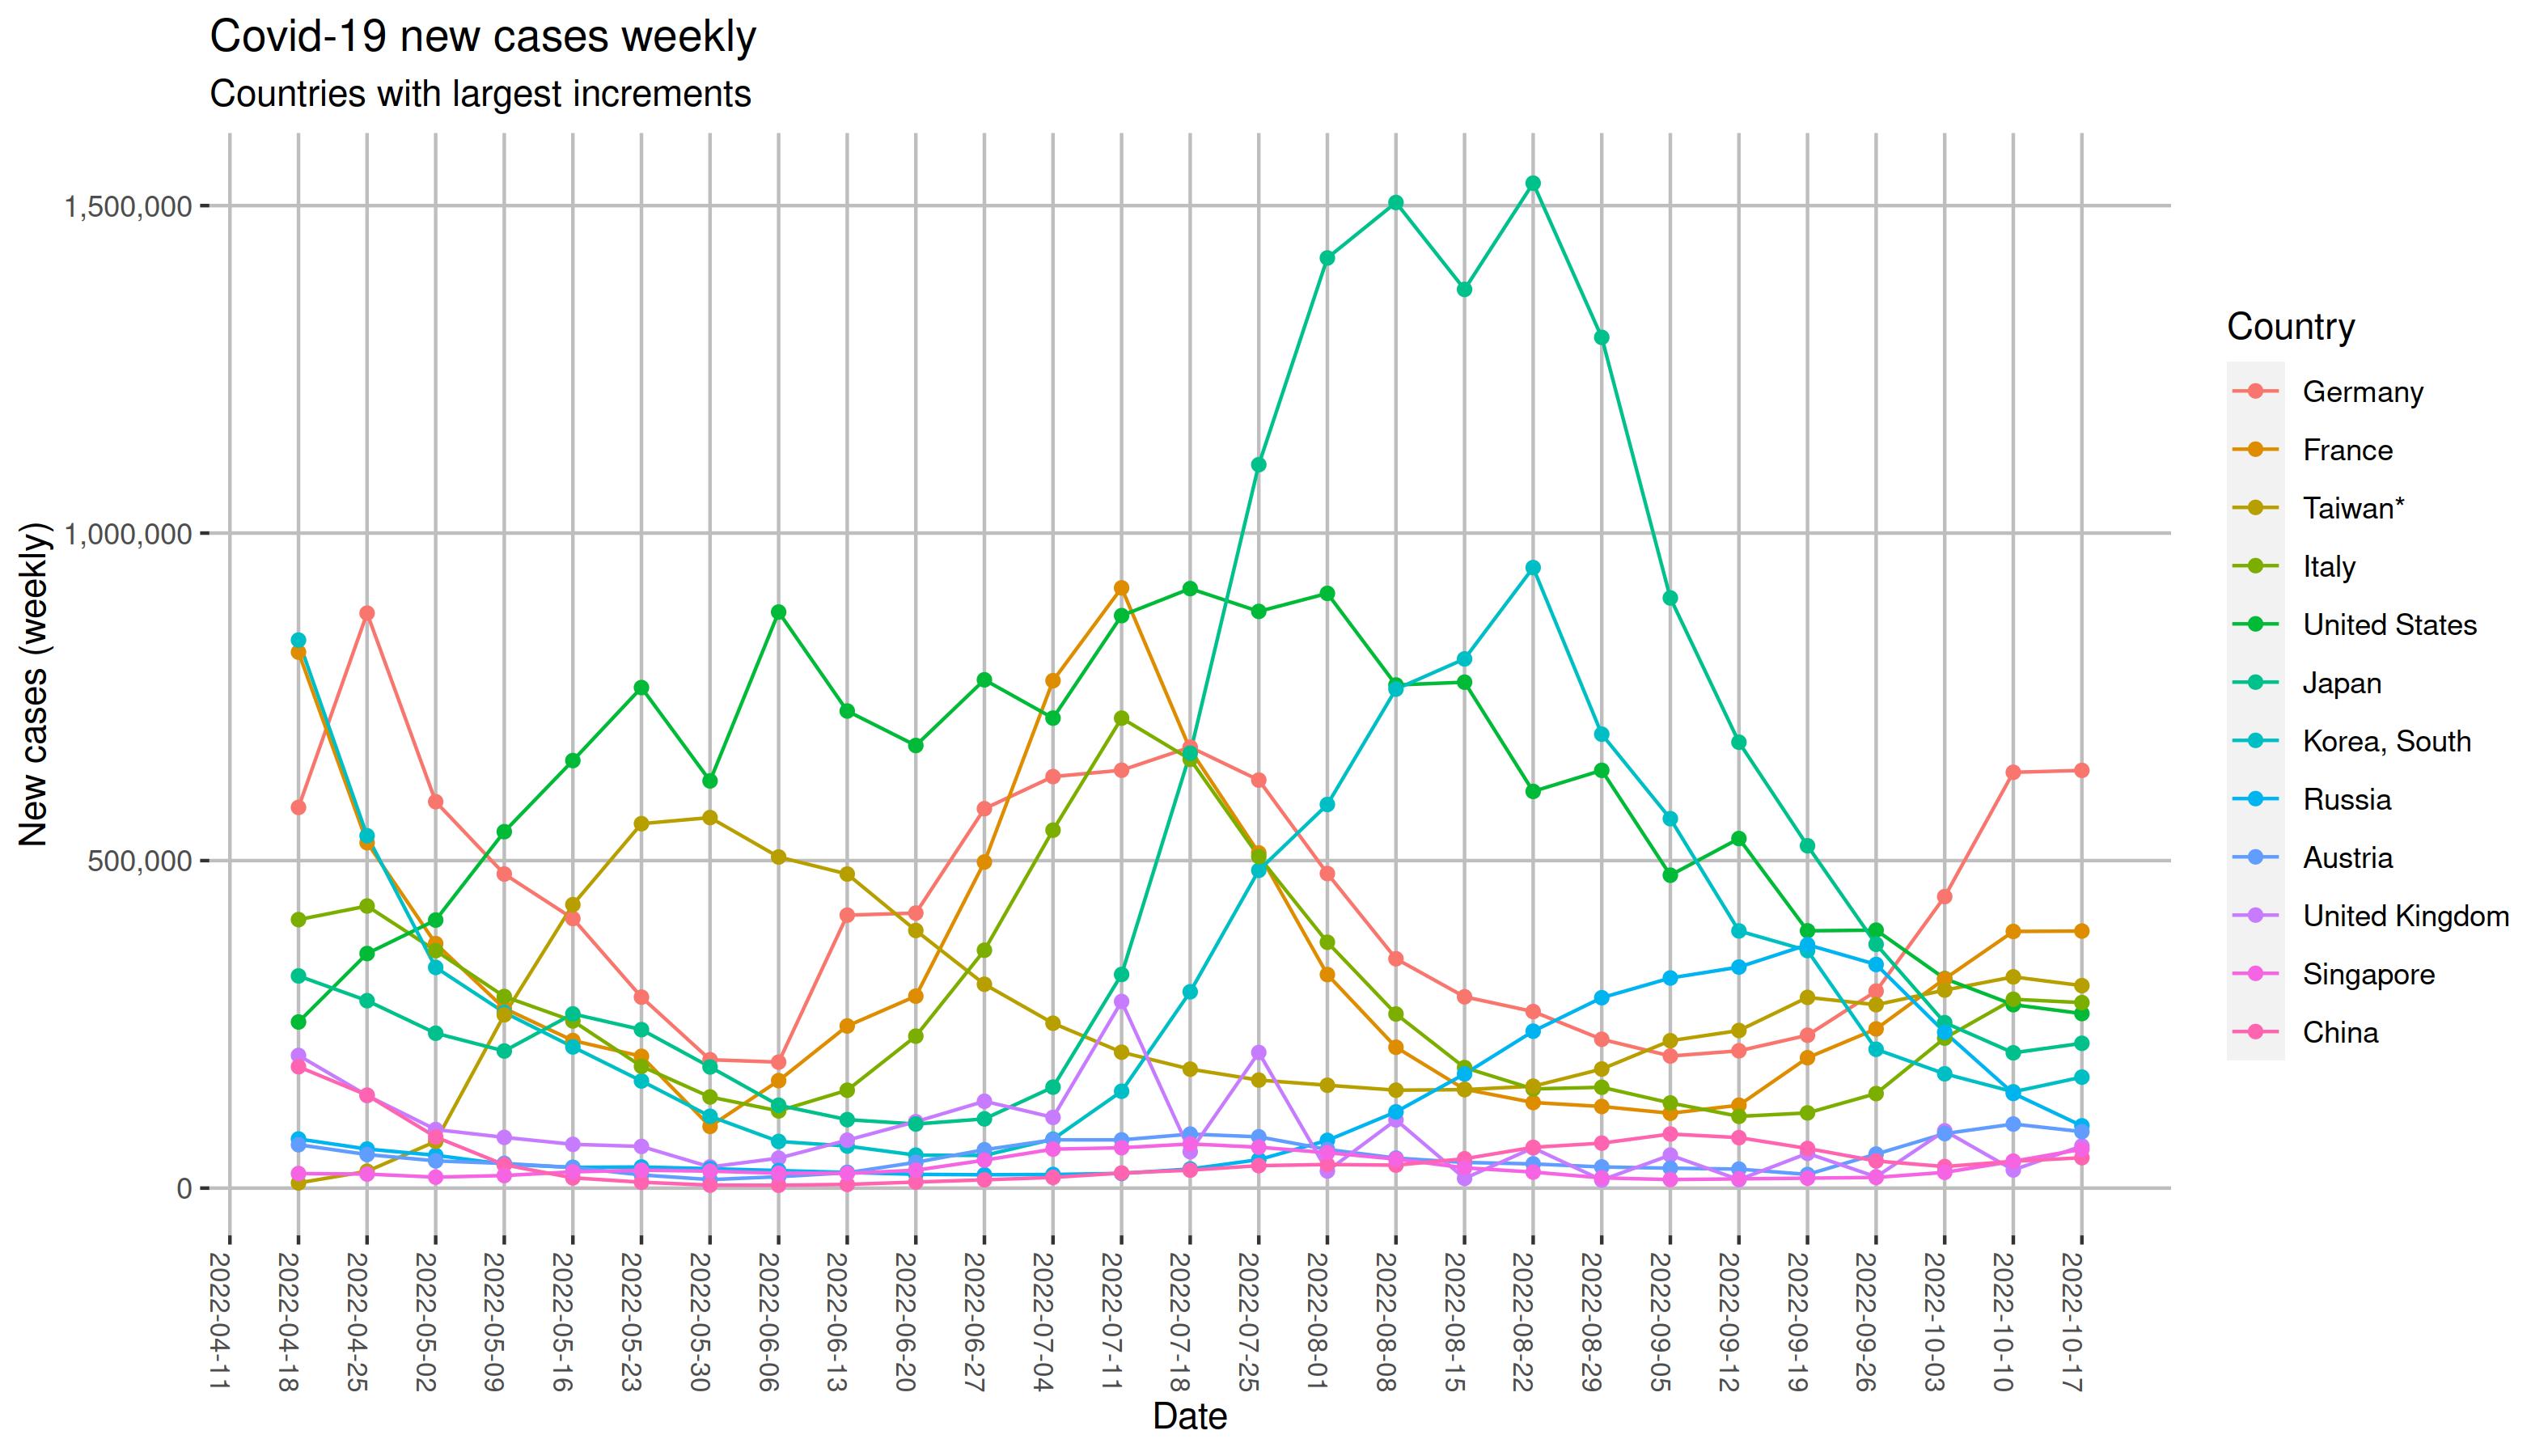 Covid-19 new cases weekly
Countries with largest increments
New cases (weekly)
1,500,000
1,000,000
500,000
0
2022-04-11
2022-04-18
2022-04-25
2022-05-02
2022-05-09
2022-05-16
2022-05-23
2022-05-30
2022-06-06
2022-06-13
2022-06-20
2022-06-27
2022-07-04
2022-07-11
2022-07-18
2022-07-25
2022-08-01
2022-08-08
2022-08-15
2022-08-22
2022-08-29
2022-09-05
2022-09-12
2022-09-19
2022-09-26
2022-10-03
2022-10-10
2022-10-17
Date
Country
Germany
France
Taiwan*
Italy
United States
Japan
Korea, South
Russia
Austria
United Kingdom
Singapore
China